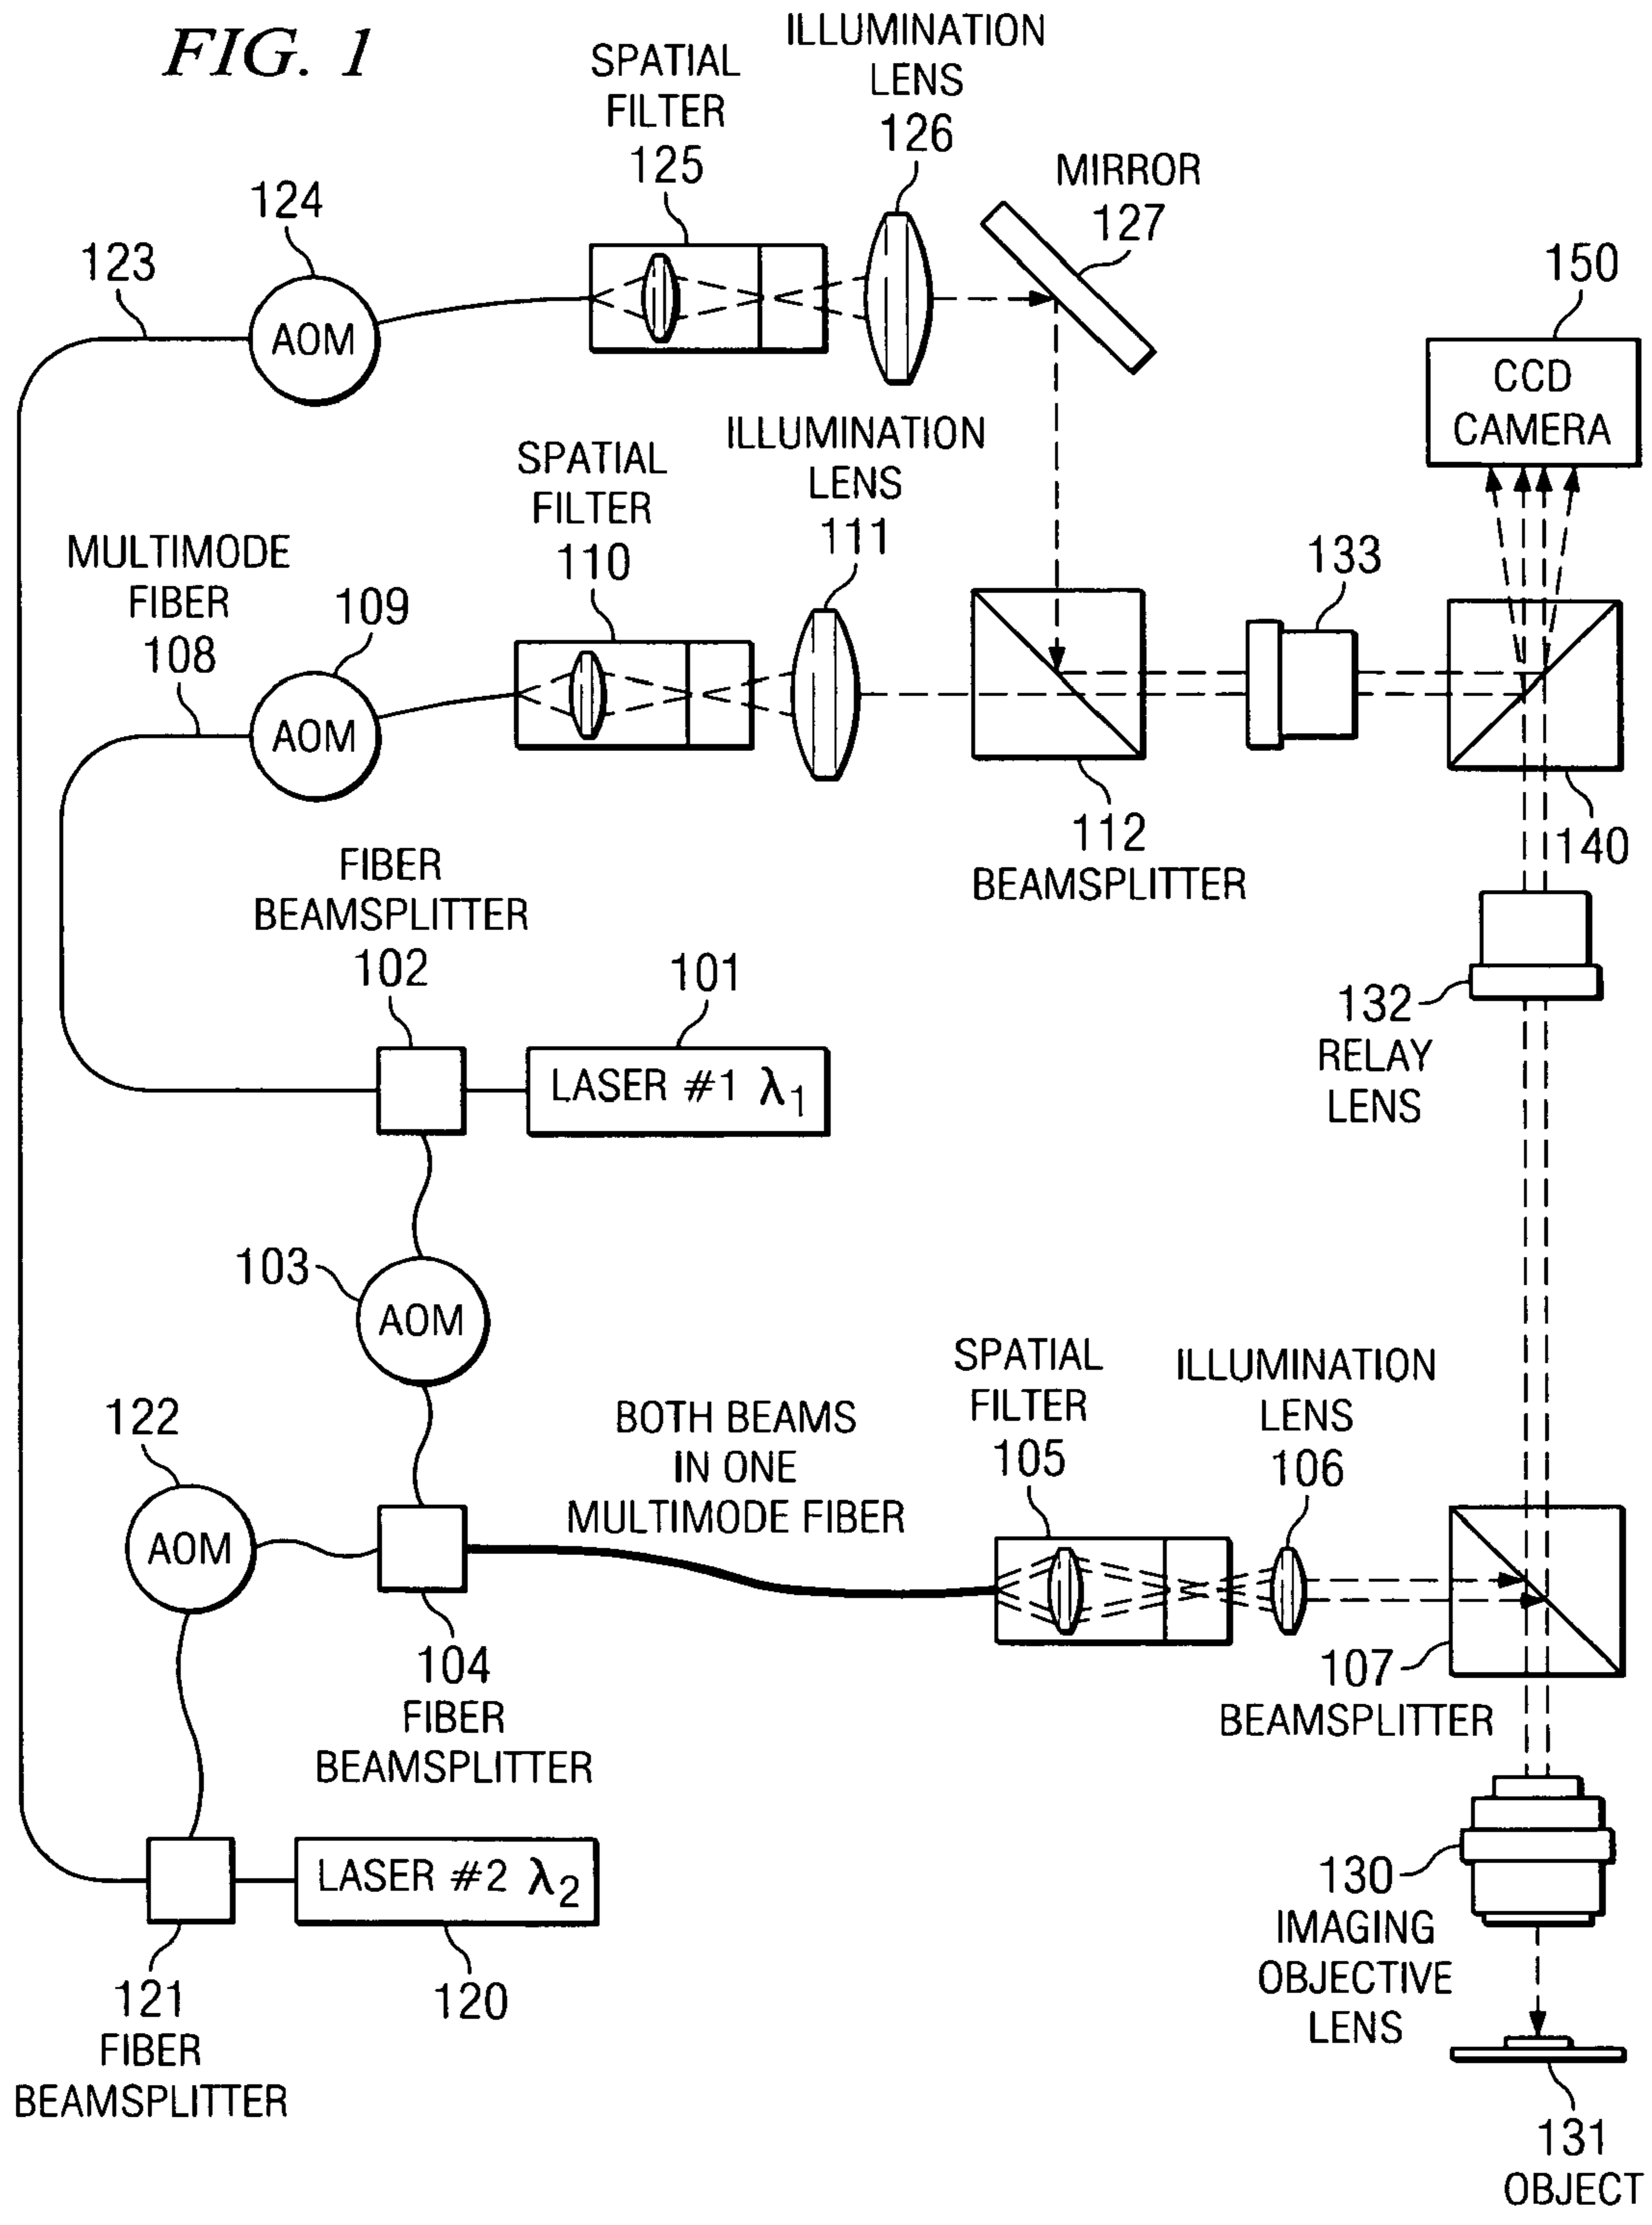 FIG. 1
ILLUMINATION
LENS
126
SPATIAL
FILTER
125
MIRROR
127
124
123
AOM
150
CCD
CAMERA
ILLUMINATION
LENS
111
SPATIAL
FILTER
110
MULTIMODE
FIBER
108
109
AOM
133
112
BEAMSPLITTER
140
FIBER
BEAMSPLITTER
102
101
LASER #1 λ1
132
RELAY
LENS
103
AOM
122
AOM
BOTH BEAMS
IN ONE
MULTIMODE FIBER
SPATIAL
FILTER
105
ILLUMINATION
LENS
106
104
FIBER
BEAMSPLITTER
107
BEAMSPLITTER
LASER #2 λ2
120
121
FIBER
BEAMSPLITTER
130
IMAGING
OBJECTIVE
LENS
131
OBJECT